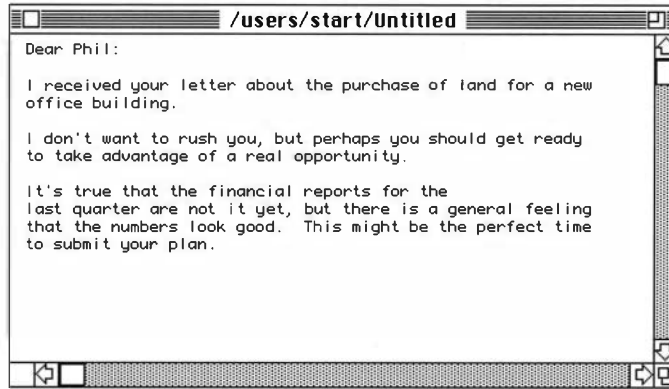 /users/start/Untitled
Dear Phil:
I received your letter about the purchase of land for a new
office building.
I don't want to rush you, but perhaps you should get ready
to take advantage of a real opportunity.
It's true that the financial reports for the
last quarter are not it yet, but there is a general feeling
that the numbers look good.  This might be the perfect time
to submit your plan.